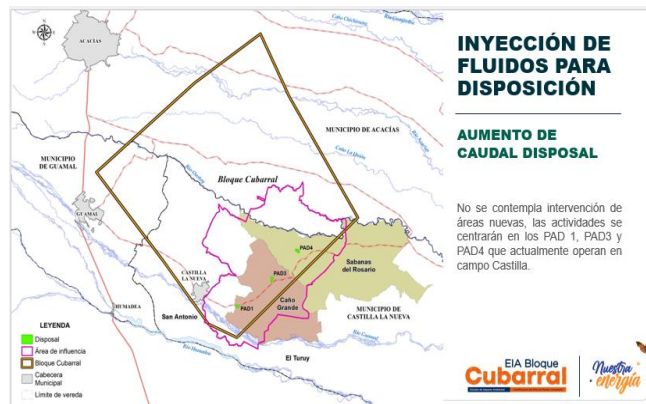 INYECCIÓN DE
FLUIDOS PARA
DISPOSICIÓN
AUMENTO DE
CAUDAL DISPOSAL
No se contempla intervención de
áreas nuevas, las actividades se
centrarán en los PAD 1, PAD3 y
PAD4 que actualmente operan en
campo Castilla.
ACACÍAS
MUNICIPIO DE ACACÍAS
MUNICIPIO
DE GUAMAL
Caño La Unión
Bloque Cubarral
GUAMAL
PAD4
Sabanas
del Rosario
PAD3
CASTILLA
LA NUEVA
Caño
Grande
PAD1
HUMADEA
San Antonio
MUNICIPIO DE
CASTILLA LA NUEVA
El Turuy
LEYENDA
Disposal
Área de influencia
Bloque Cubarral
Cabecera
Municipal
Límite de vereda
EIA Bloque
Cubarral
Nuestra
energía